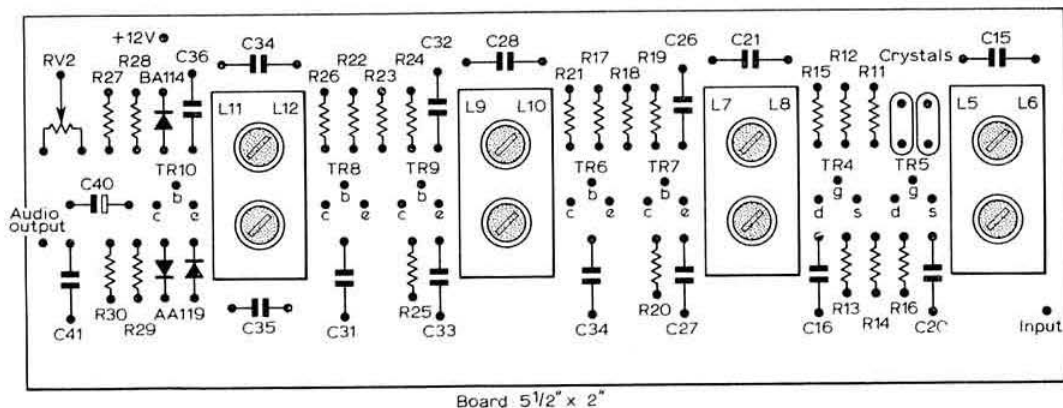 +12V
C36
C34
C32
C28
C26
C21
C15
RV2
R28
R27
BA114
R22
R24
R26
R23
R17
R19
R21
R18
R12
R15
R11
Crystals
L11 L12
L9 L10
L7 L8
L5 L6
TR10
TR8
TR9
TR6
TR7
TR4
TR5
C40
b
b
b
b
b
g
g
c e
c e
c e
c e
c e
d s
d s
Audio
output
C41
R30
R29
AA119
C35
C31
R25
C33
C34
R20
C27
C16
R13
R14
R16
C20
Input
Board 5 1/2" x 2"